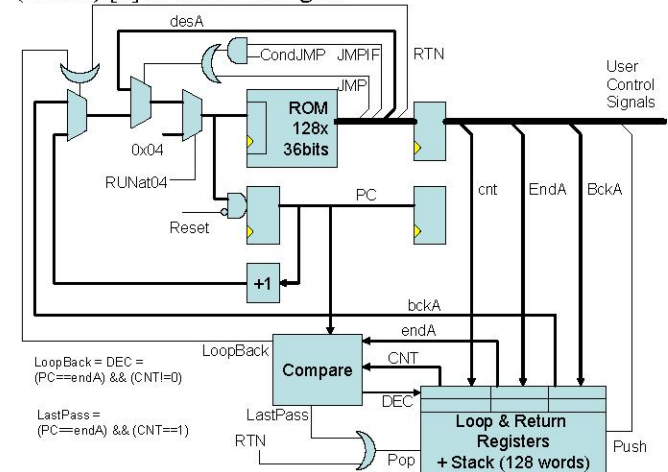 desA
CondJMP
JMPIF
RTN
JMP
User
Control
Signals
ROM
128x
36bits
0x04
RUNat04
cnt
EndA
BckA
PC
Reset
+1
bckA
endA
LoopBack
CNT
Compare
DEC
LoopBack = DEC =
(PC==endA) && (CNT!=0)
LastPass =
(PC==endA) && (CNT==1)
LastPass
RTN
Pop
Loop & Return
Registers
+ Stack (128 words)
Push